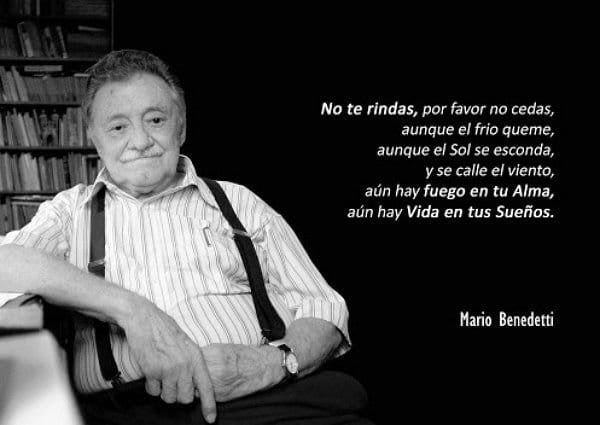 No te rindas, por favor no cedas,
aunque el frio queme,
aunque el Sol se esconda,
y se calle el viento,
aún hay fuego en tu Alma,
aún hay Vida en tus Sueños.
Mario Benedetti